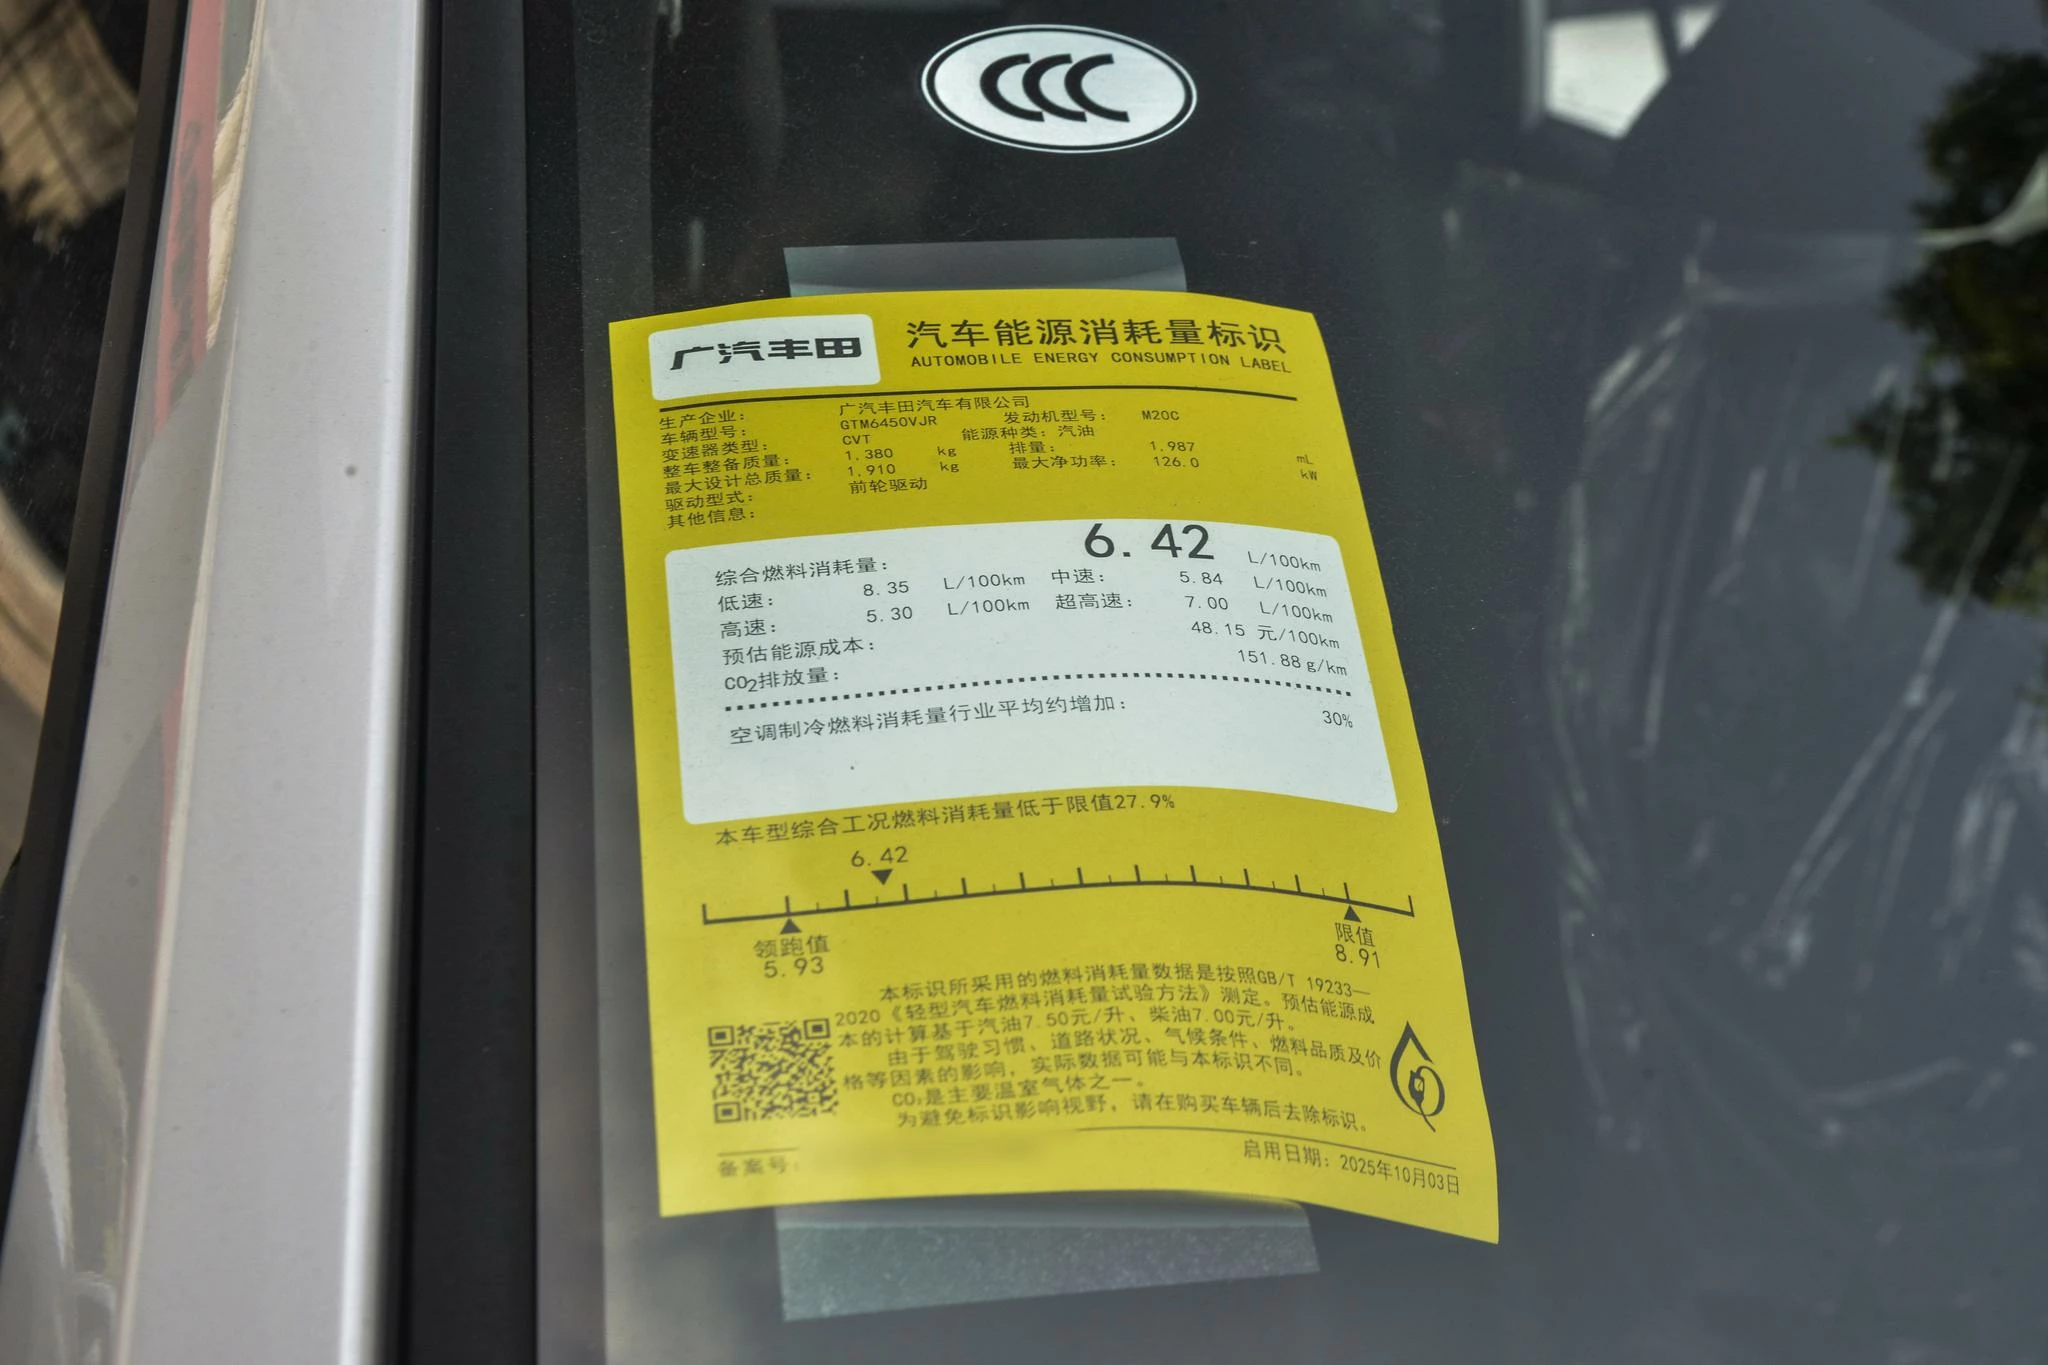 CCC
广汽丰田
汽车能源消耗量标识
AUTOMOBILE ENERGY CONSUMPTION LABEL
生产企业: 广汽丰田汽车有限公司
车辆型号: GTM6450VJR 发动机型号: M20C
变速器类型: CVT 能源种类: 汽油
整车整备质量: 1.380 kg 排量: 1.987 mL
最大设计总质量: 1.910 kg 最大净功率: 126.0 kW
驱动型式: 前轮驱动
其他信息:
综合燃料消耗量: 6.42 L/100km
低速: 8.35 L/100km 中速: 5.84 L/100km
高速: 5.30 L/100km 超高速: 7.00 L/100km
预估能源成本: 48.15 元/100km
CO2排放量: 151.88 g/km
空调制冷燃料消耗量行业平均约增加: 30%
本车型综合工况燃料消耗量低于限值27.9%
6.42
领跑值
5.93
限值
8.91
本标识所采用的燃料消耗量数据是按照GB/T 19233—
2020《轻型汽车燃料消耗量试验方法》测定。预估能源成
本的计算基于汽油7.50元/升、柴油7.00元/升。
由于驾驶习惯、道路状况、气候条件、燃料品质及价
格等因素的影响，实际数据可能与本标识不同。
CO₂是主要温室气体之一。
为避免标识影响视野，请在购买车辆后去除标识。
备案号:
启用日期: 2025年10月03日